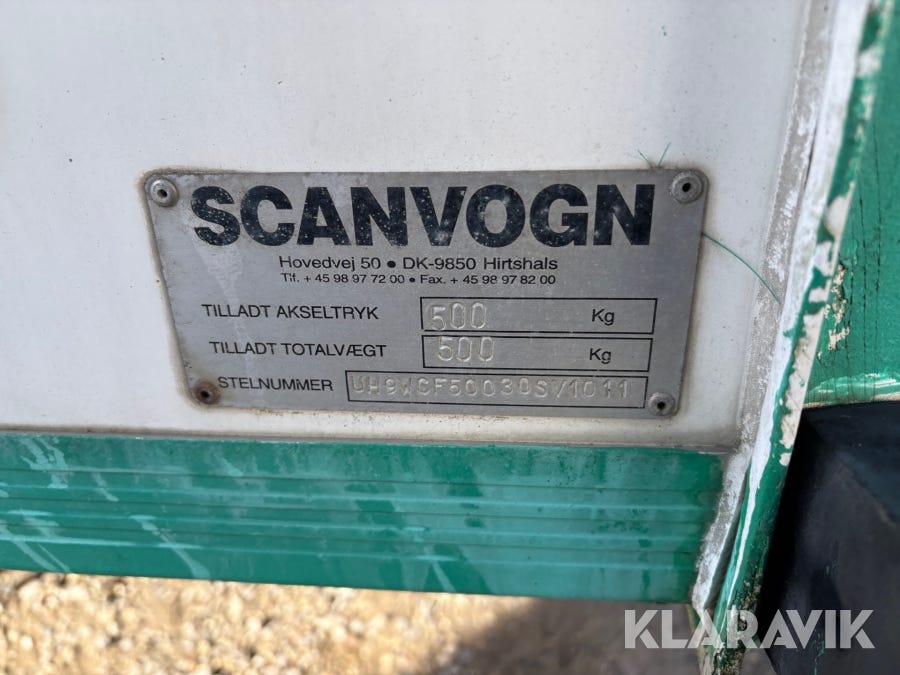 SCANVOGN
Hovedvej 50 • DK-9850 Hirtshals
Tlf. + 45 98 97 72 00 • Fax. + 45 98 97 82 00
TILLADT AKSELTRYK 500 Kg
TILLADT TOTALVÆGT 500 Kg
STELNUMMER UH9WGF50030SV1011
KLARAVIK